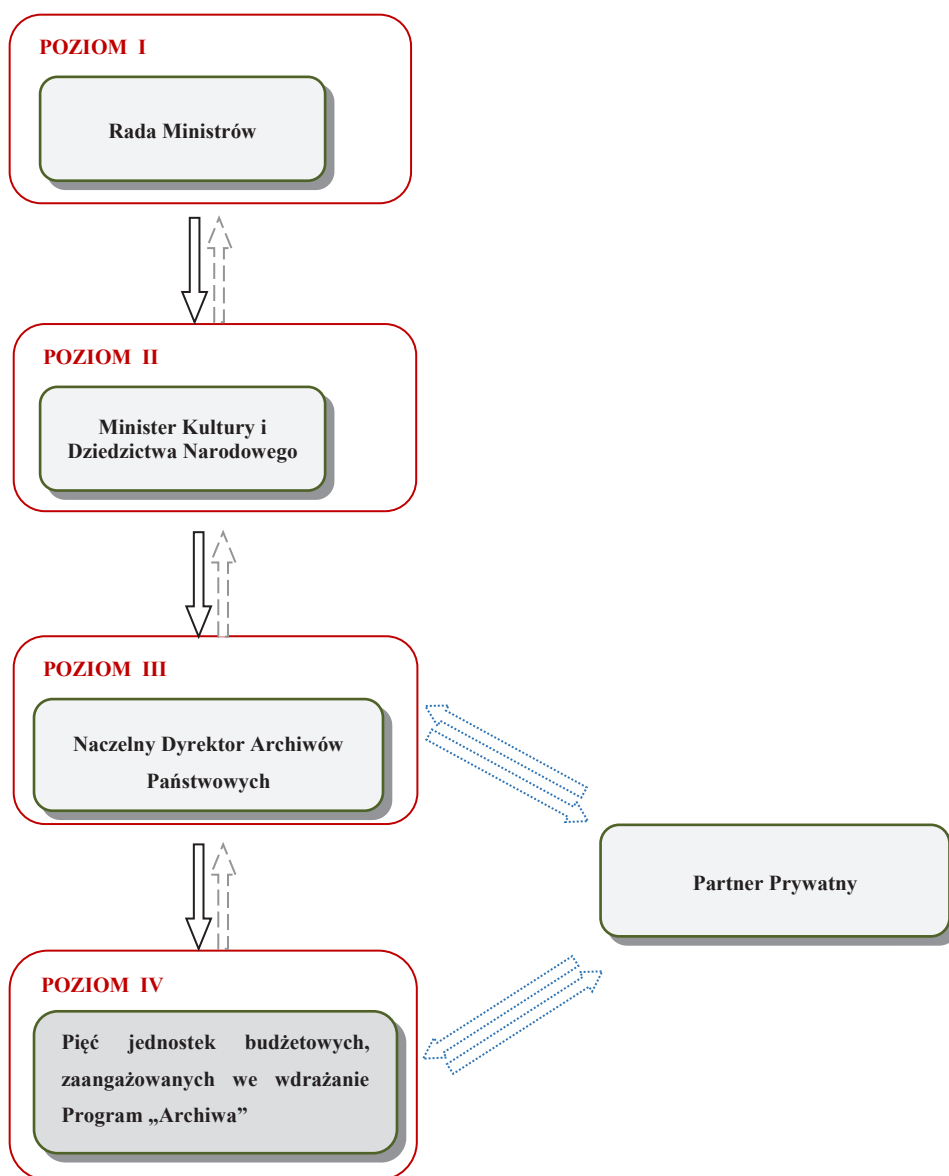 POZIOM I
Rada Ministrów
POZIOM II
Minister Kultury i
Dziedzictwa Narodowego
POZIOM III
Naczelny Dyrektor Archiwów
Państwowych
Partner Prywatny
POZIOM IV
Pięć jednostek budżetowych,
zaangażowanych we wdrażanie
Program „Archiwa”